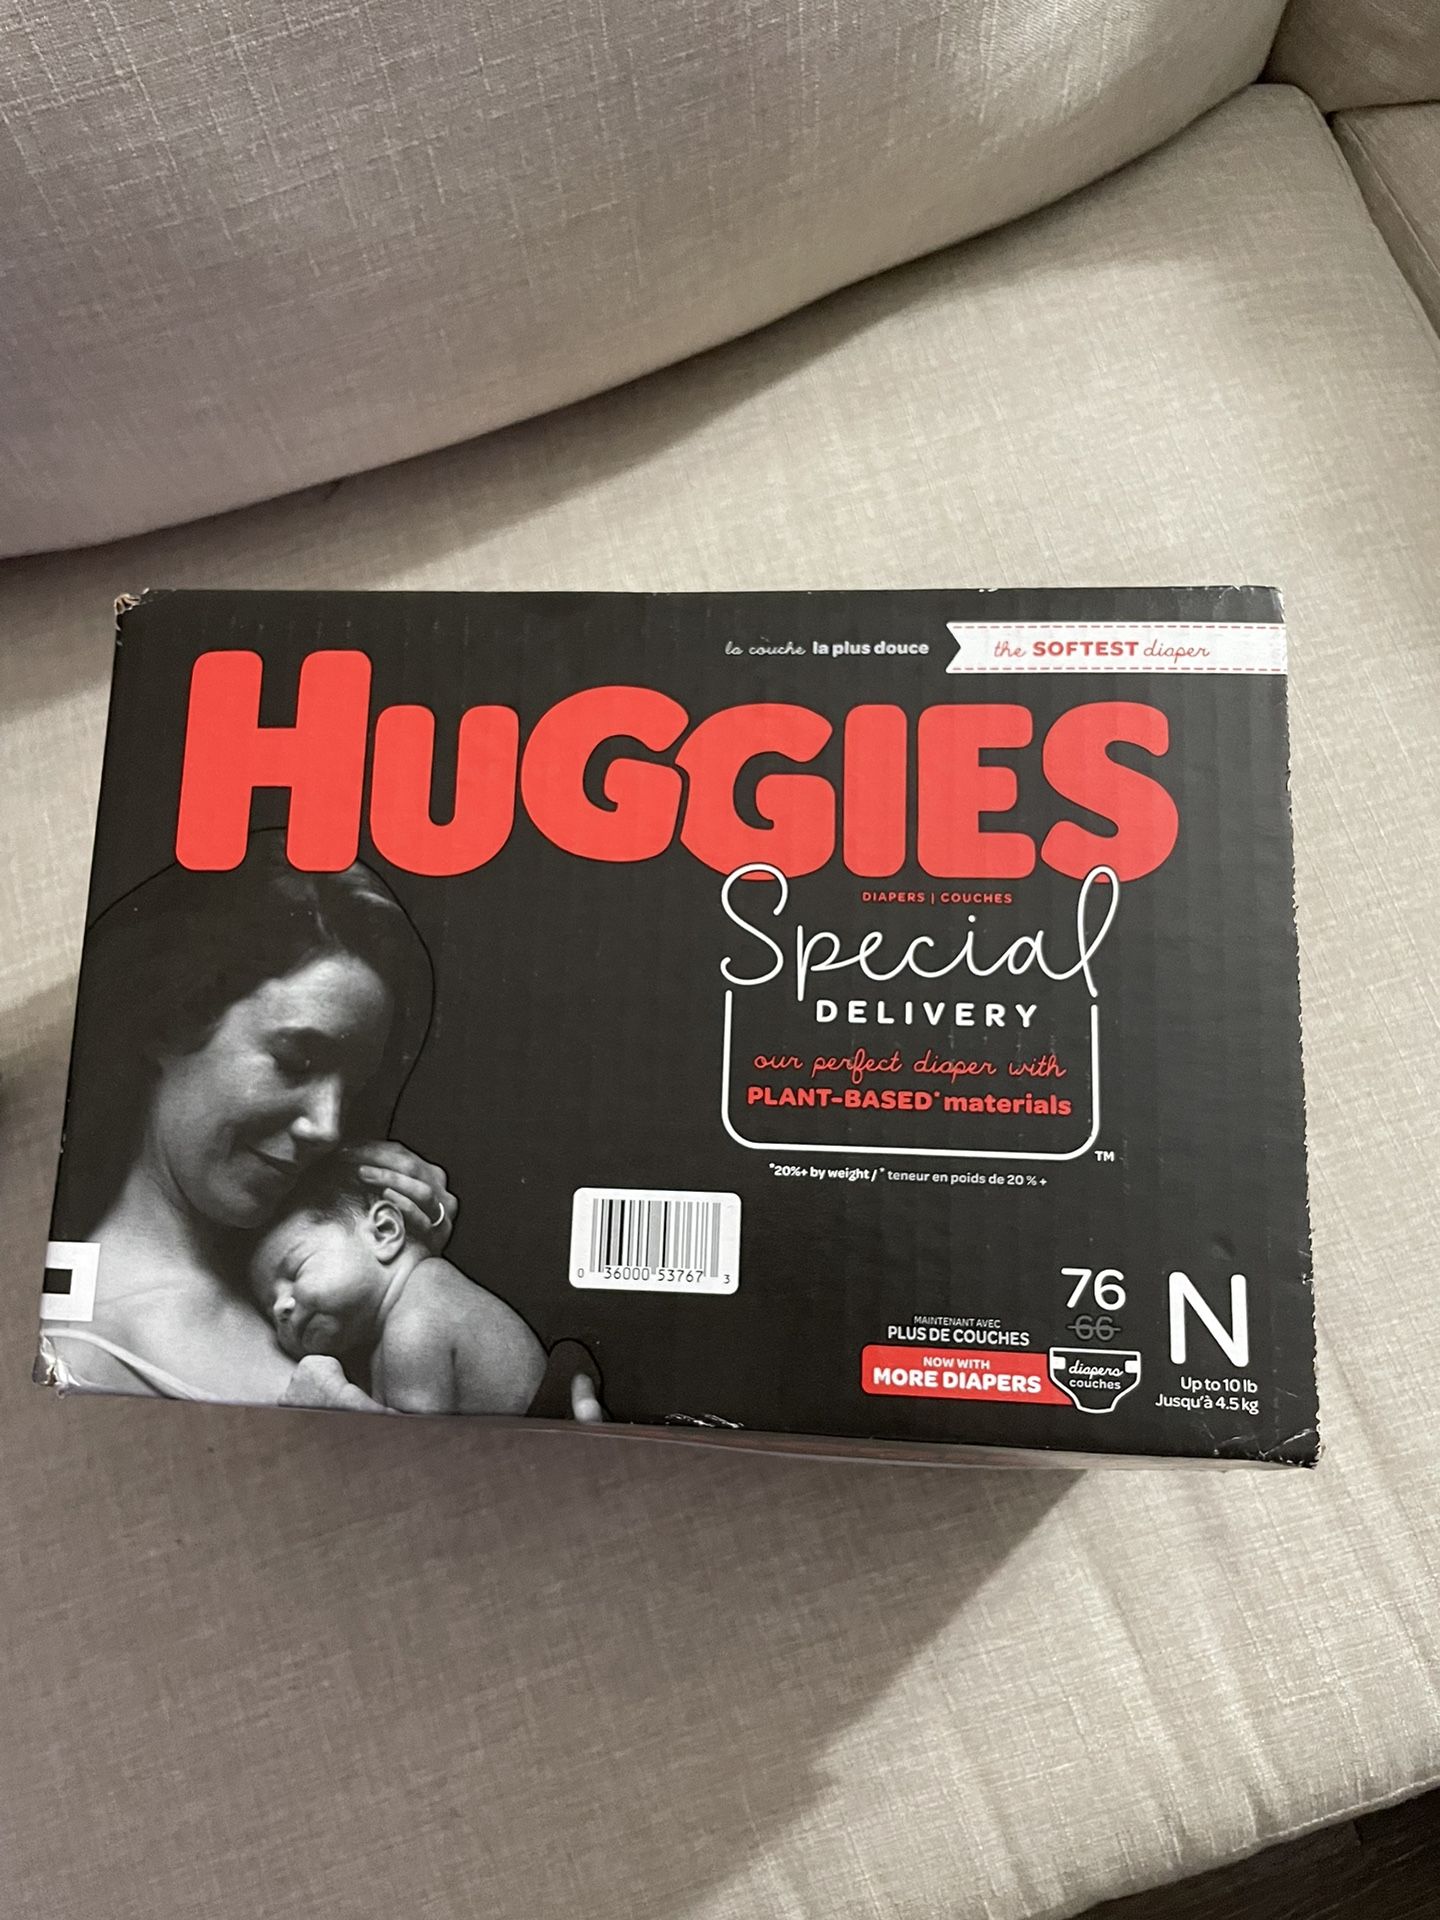 la couche la plus douce
the SOFTEST diaper
HUGGIES
DIAPERS | COUCHES
Special
DELIVERY
our perfect diaper with
PLANT-BASED* materials
TM
*20%+ by weight / * teneur en poids de 20 % +
0 36000 53767 3
76
66
N
MAINTENANT AVEC
PLUS DE COUCHES
NOW WITH
MORE DIAPERS
diapers
couches
Up to 10 lb
Jusqu'à 4.5 kg